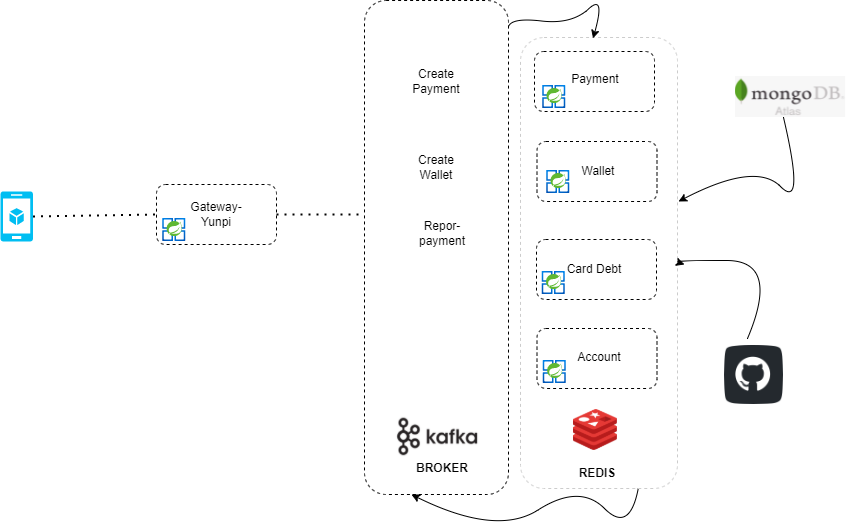 Create
Payment
Create
Wallet
Repor-
payment
Gateway-
Yunpi
kafka
BROKER
Payment
Wallet
Card Debt
Account
REDIS
mongoDB.
Atlas